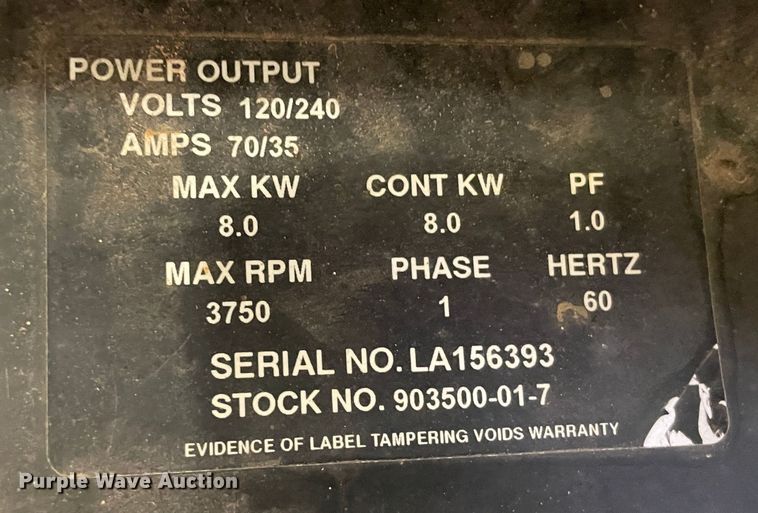 POWER OUTPUT
VOLTS 120/240
AMPS 70/35
MAX KW CONT KW PF
8.0 8.0 1.0
MAX RPM PHASE HERTZ
3750 1 60
SERIAL NO. LA156393
STOCK NO. 903500-01-7
EVIDENCE OF LABEL TAMPERING VOIDS WARRANTY
Purple Wave Auction